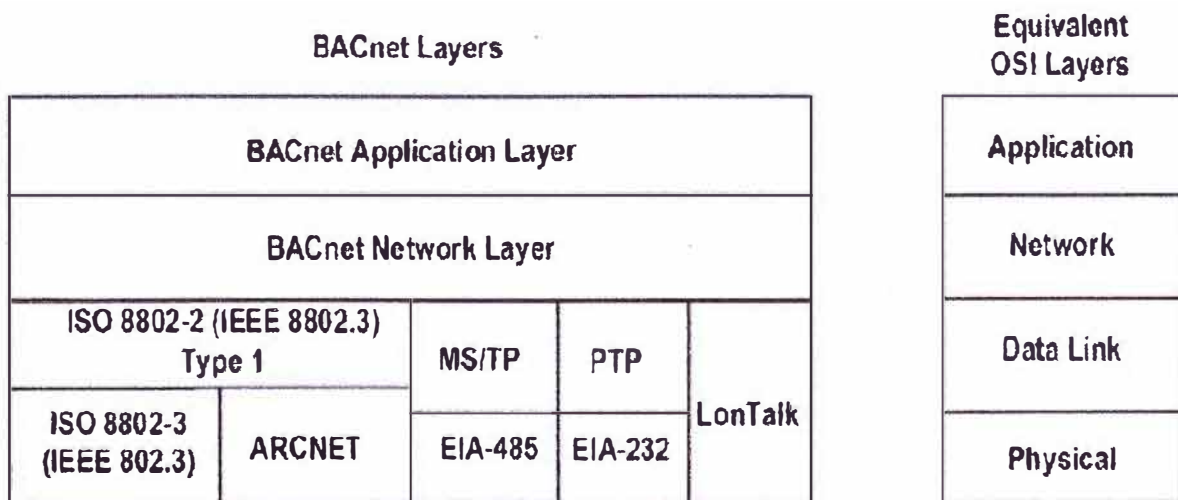 BACnet Layers
Equivalent
OSI Layers
BACnet Application Layer
Application
BACnet Network Layer
Network
ISO 8802-2 (IEEE 8802.3)
Type 1
MS/TP
PTP
LonTalk
Data Link
ISO 8802-3
(IEEE 802.3)
ARCNET
EIA-485
EIA-232
Physical